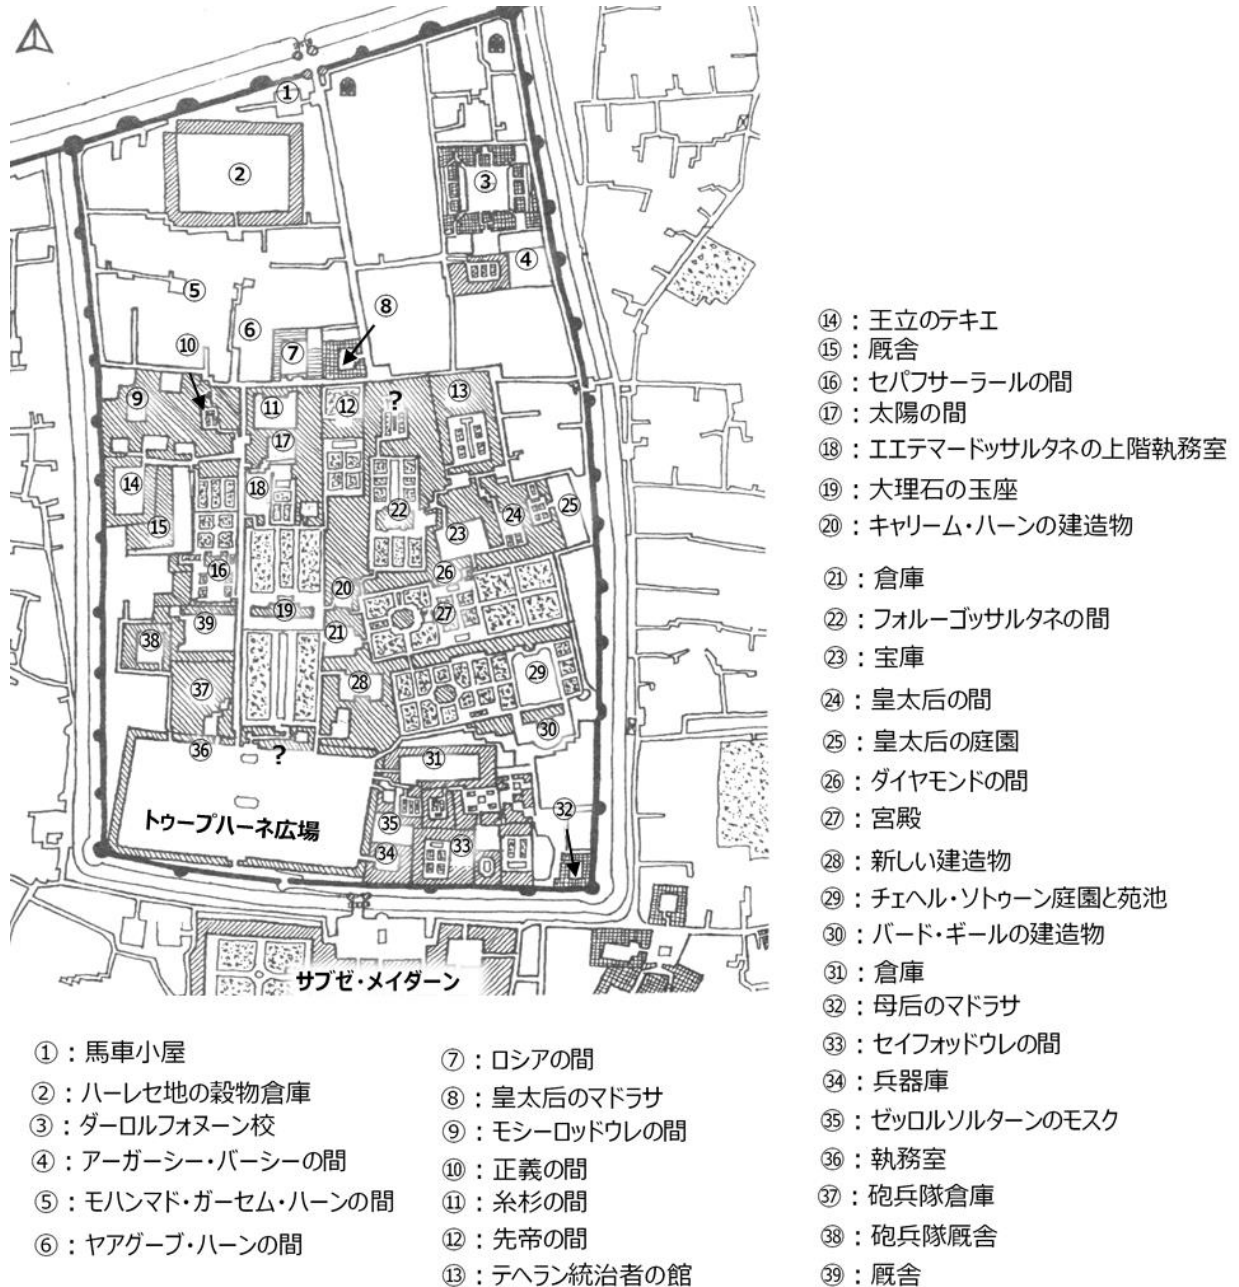 ①
②
③
④
⑤
⑥
⑦
⑧
⑩
⑨
⑪
⑫
?
⑬
⑰
⑭
⑱
⑮
㉒
㉔
㉕
㉓
⑯
⑳
㉖
⑲
㉗
㊴
㉑
㊳
㊲
㉘
㉙
㉚
㊱
?
㉛
トゥープハーネ広場
㉜
㉟
㉞
㉝
サブゼ・メイダーン
⑭：王立のテキエ
⑮：厩舎
⑯：セパフサーラールの間
⑰：太陽の間
⑱：エエテマードッサルタネの上階執務室
⑲：大理石の玉座
⑳：キャリーム・ハーンの建造物
㉑：倉庫
㉒：フォルーゴッサルタネの間
㉓：宝庫
㉔：皇太后の間
㉕：皇太后の庭園
㉖：ダイヤモンドの間
㉗：宮殿
㉘：新しい建造物
㉙：チェヘル・ソトゥーン庭園と苑池
㉚：バード・ギールの建造物
㉛：倉庫
㉜：母后のマドラサ
㉝：セイフォッドウレの間
㉞：兵器庫
㉟：ゼッロルソルターンのモスク
㊱：執務室
㊲：砲兵隊倉庫
㊳：砲兵隊厩舎
㊴：厩舎
①：馬車小屋
②：ハーレセ地の穀物倉庫
③：ダーロルフォヌーン校
④：アーガーシー・バーシーの間
⑤：モハンマド・ガーセム・ハーンの間
⑥：ヤアグーブ・ハーンの間
⑦：ロシアの間
⑧：皇太后のマドラサ
⑨：モシーロッドウレの間
⑩：正義の間
⑪：糸杉の間
⑫：先帝の間
⑬：テヘラン統治者の館